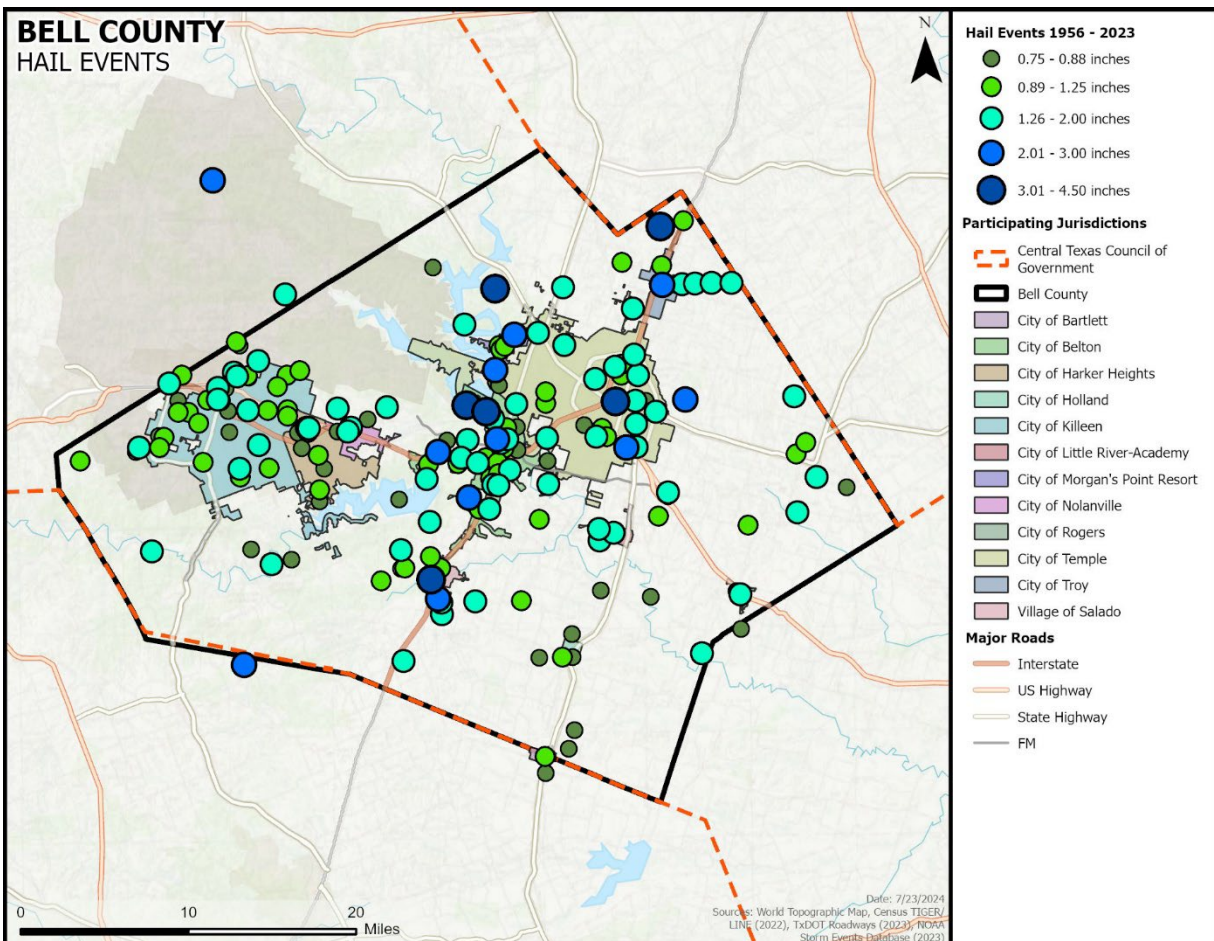 BELL COUNTY
HAIL EVENTS
N
Hail Events 1956 - 2023
0.75 - 0.88 inches
0.89 - 1.25 inches
1.26 - 2.00 inches
2.01 - 3.00 inches
3.01 - 4.50 inches
Participating Jurisdictions
Central Texas Council of
Government
Bell County
City of Bartlett
City of Belton
City of Harker Heights
City of Holland
City of Killeen
City of Little River-Academy
City of Morgan's Point Resort
City of Nolanville
City of Rogers
City of Temple
City of Troy
Village of Salado
Major Roads
Interstate
US Highway
State Highway
FM
0 10 20
Miles
Date: 7/23/2024
Sources: World Topographic Map, Census TIGER/
LINE (2022), TxDOT Roadways (2023), NOAA
Storm Events Database (2023)